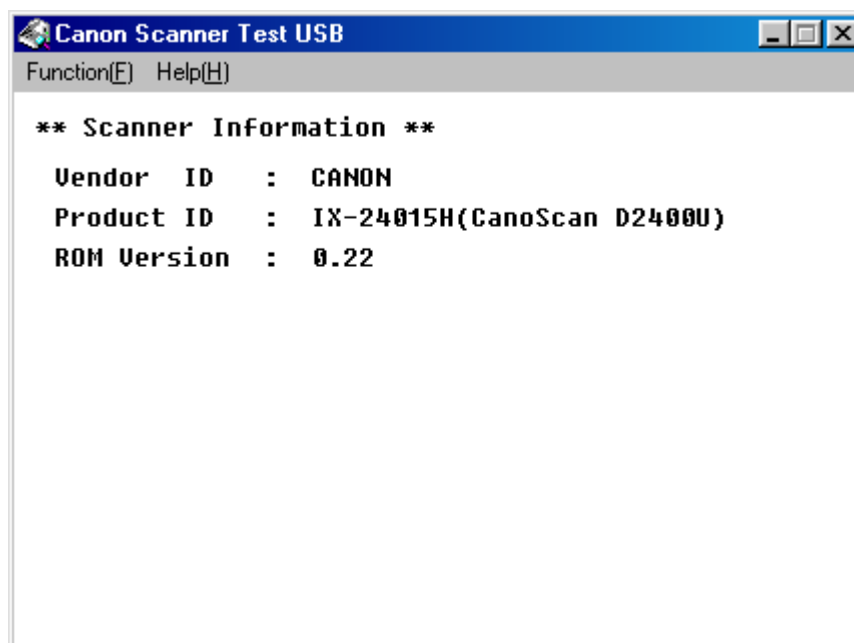 Canon Scanner Test USB
Function(F) Help(H)
** Scanner Information **
Vendor ID : CANON
Product ID : IX-24015H(CanoScan D2400U)
ROM Version : 0.22